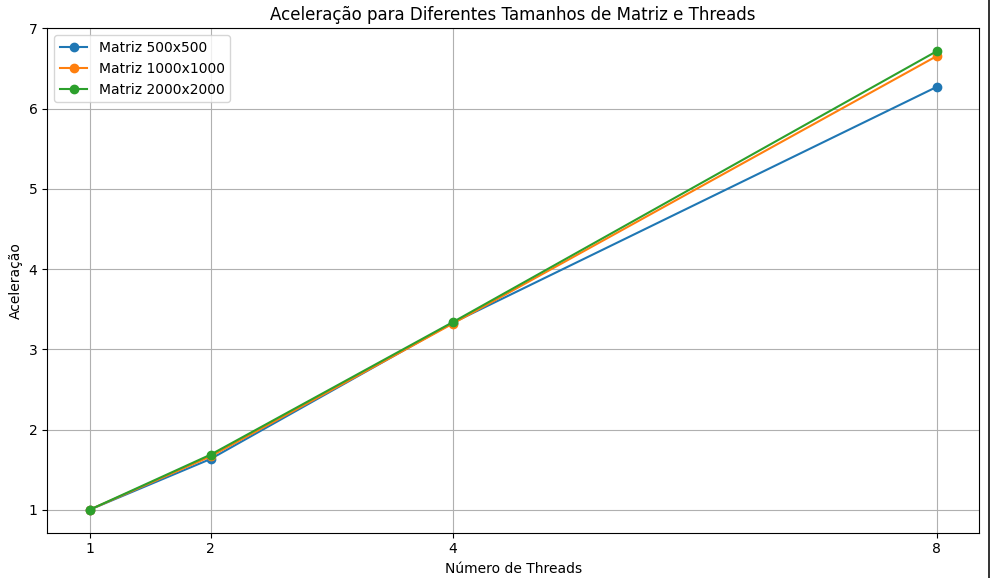 Aceleração para Diferentes Tamanhos de Matriz e Threads
Matriz 500x500
Matriz 1000x1000
Matriz 2000x2000
7
6
5
4
3
2
1
Aceleração
1 2 4 8
Número de Threads